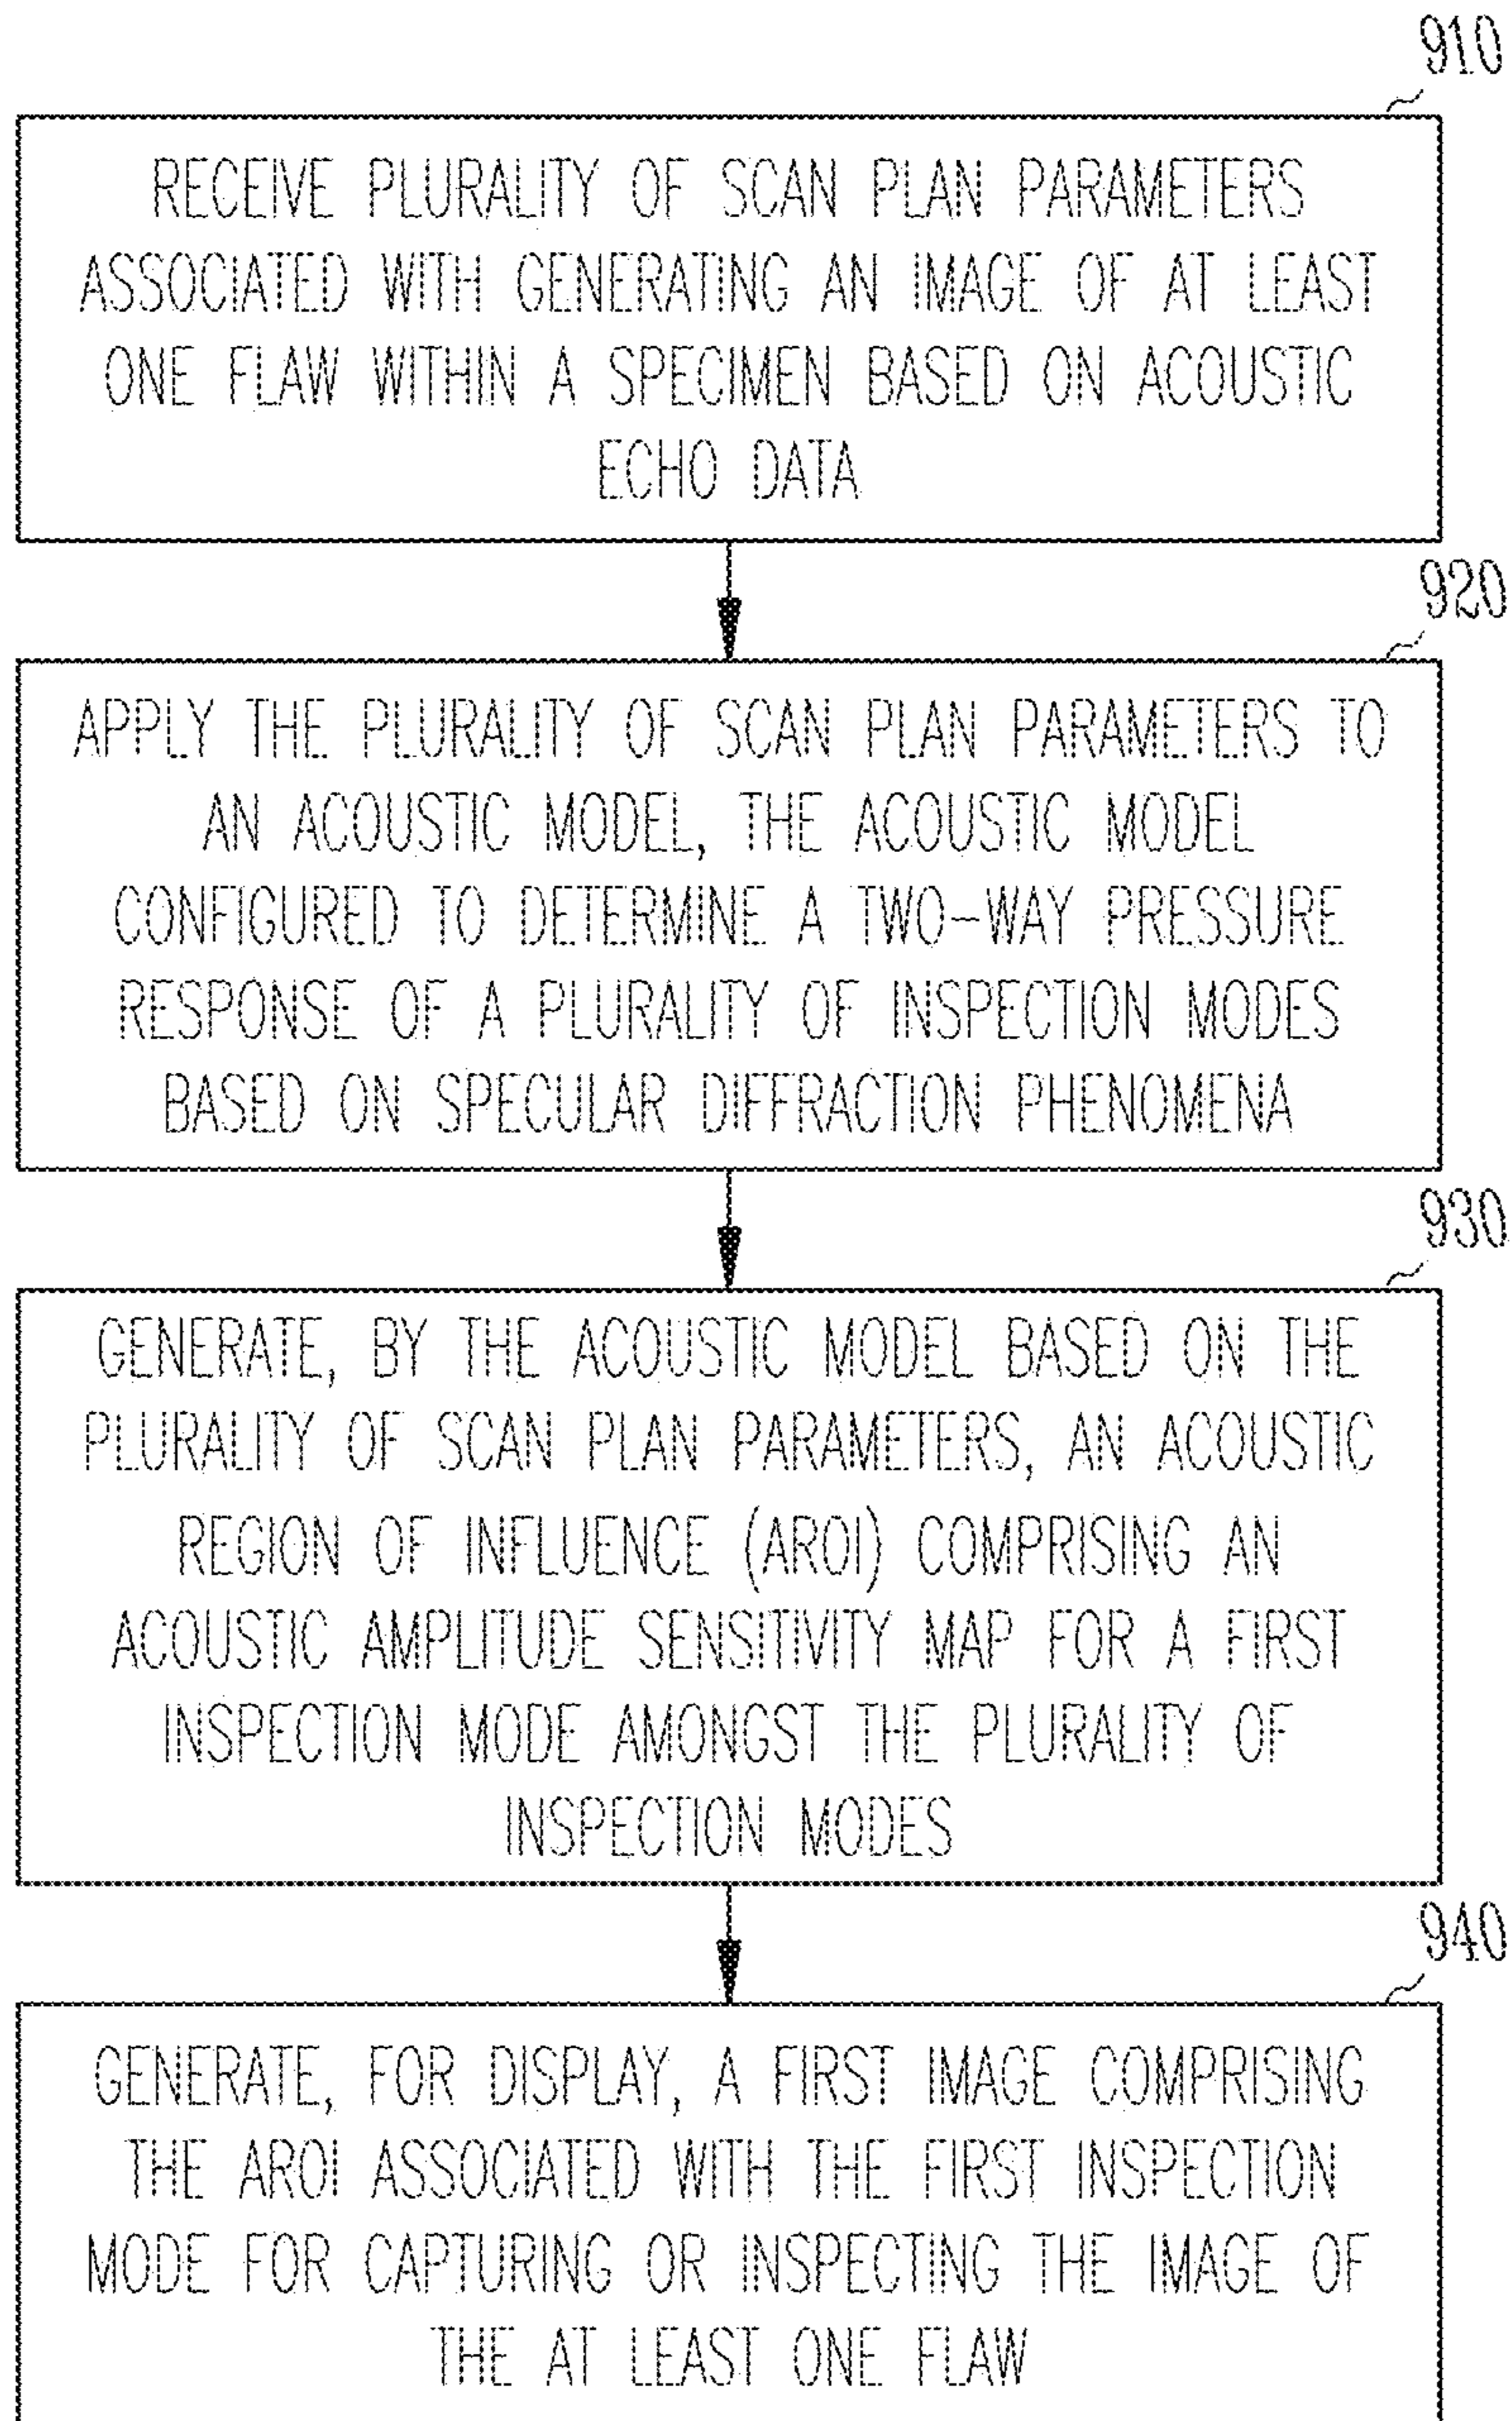 910
RECEIVE PLURALITY OF SCAN PLAN PARAMETERS
ASSOCIATED WITH GENERATING AN IMAGE OF AT LEAST
ONE FLAW WITHIN A SPECIMEN BASED ON ACOUSTIC
ECHO DATA
920
APPLY THE PLURALITY OF SCAN PLAN PARAMETERS TO
AN ACOUSTIC MODEL, THE ACOUSTIC MODEL
CONFIGURED TO DETERMINE A TWO-WAY PRESSURE
RESPONSE OF A PLURALITY OF INSPECTION MODES
BASED ON SPECULAR DIFFRACTION PHENOMENA
930
GENERATE, BY THE ACOUSTIC MODEL BASED ON THE
PLURALITY OF SCAN PLAN PARAMETERS, AN ACOUSTIC
REGION OF INFLUENCE (AROI) COMPRISING AN
ACOUSTIC AMPLITUDE SENSITIVITY MAP FOR A FIRST
INSPECTION MODE AMONGST THE PLURALITY OF
INSPECTION MODES
940
GENERATE, FOR DISPLAY, A FIRST IMAGE COMPRISING
THE AROI ASSOCIATED WITH THE FIRST INSPECTION
MODE FOR CAPTURING OR INSPECTING THE IMAGE OF
THE AT LEAST ONE FLAW